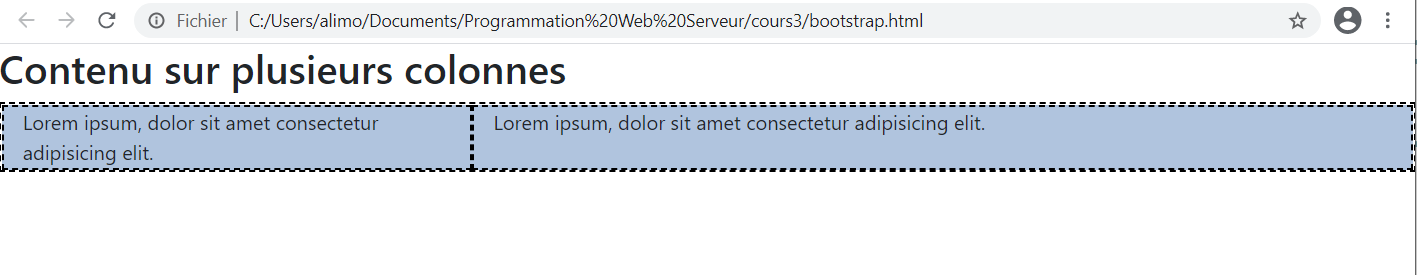 Fichier | C:/Users/alimo/Documents/Programmation%20Web%20Serveur/cours3/bootstrap.html
Contenu sur plusieurs colonnes
Lorem ipsum, dolor sit amet consectetur
adipisicing elit.
Lorem ipsum, dolor sit amet consectetur adipisicing elit.